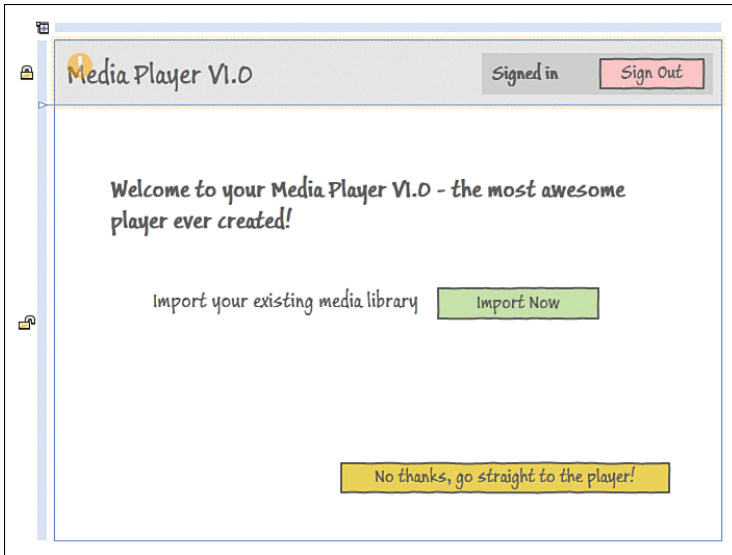 Media Player V1.0
Signed in
Sign Out
Welcome to your Media Player V1.0 - the most awesome
player ever created!
Import your existing media library
Import Now
No thanks, go straight to the player!